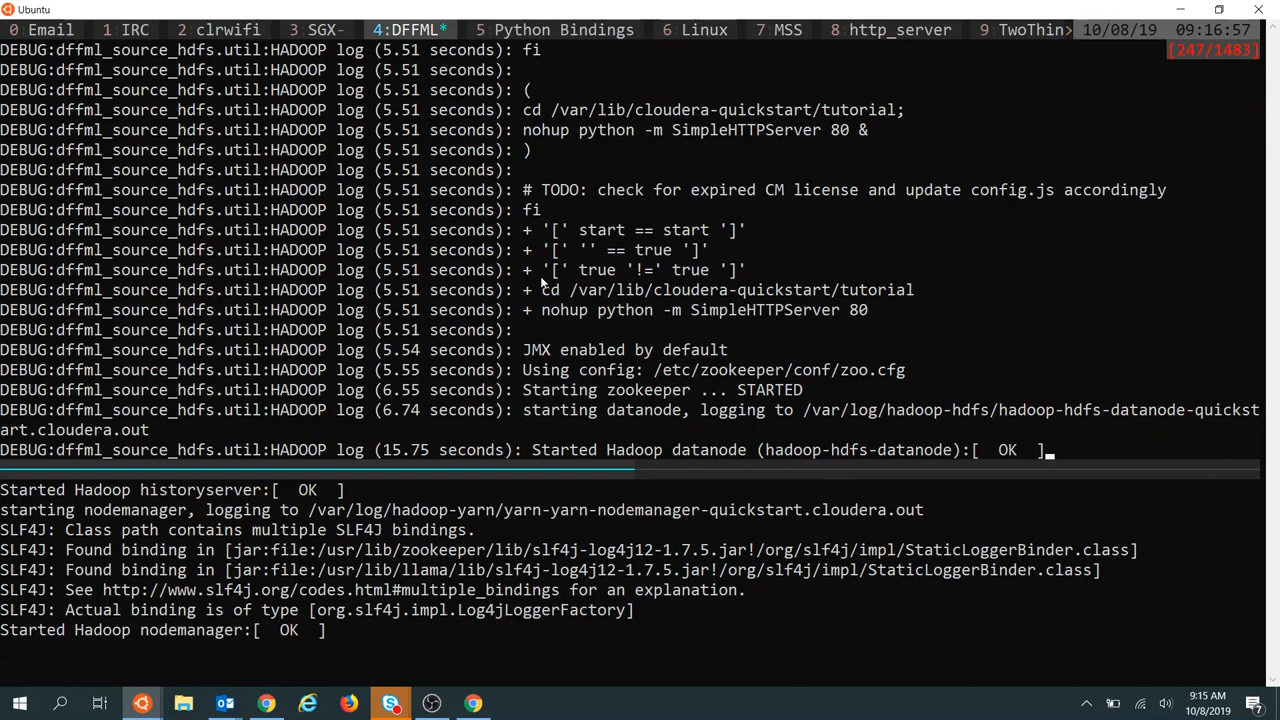 Ubuntu
0 Email 1 IRC 2 clrwifi 3 SGX- 4:DFFML* 5 Python Bindings 6 Linux 7 MSS 8 http_server 9 TwoThin> 10/08/19 09:16:57
DEBUG:dffml_source_hdfs.util:HADOOP log (5.51 seconds): fi [247/1483]
DEBUG:dffml_source_hdfs.util:HADOOP log (5.51 seconds):
DEBUG:dffml_source_hdfs.util:HADOOP log (5.51 seconds): (
DEBUG:dffml_source_hdfs.util:HADOOP log (5.51 seconds): cd /var/lib/cloudera-quickstart/tutorial;
DEBUG:dffml_source_hdfs.util:HADOOP log (5.51 seconds): nohup python -m SimpleHTTPServer 80 &
DEBUG:dffml_source_hdfs.util:HADOOP log (5.51 seconds): )
DEBUG:dffml_source_hdfs.util:HADOOP log (5.51 seconds):
DEBUG:dffml_source_hdfs.util:HADOOP log (5.51 seconds): # TODO: check for expired CM license and update config.js accordingly
DEBUG:dffml_source_hdfs.util:HADOOP log (5.51 seconds): fi
DEBUG:dffml_source_hdfs.util:HADOOP log (5.51 seconds): + '[' start == start ']'
DEBUG:dffml_source_hdfs.util:HADOOP log (5.51 seconds): + '[' '' == true ']'
DEBUG:dffml_source_hdfs.util:HADOOP log (5.51 seconds): + '[' true '!=' true ']'
DEBUG:dffml_source_hdfs.util:HADOOP log (5.51 seconds): + cd /var/lib/cloudera-quickstart/tutorial
DEBUG:dffml_source_hdfs.util:HADOOP log (5.51 seconds): + nohup python -m SimpleHTTPServer 80
DEBUG:dffml_source_hdfs.util:HADOOP log (5.51 seconds):
DEBUG:dffml_source_hdfs.util:HADOOP log (5.54 seconds): JMX enabled by default
DEBUG:dffml_source_hdfs.util:HADOOP log (5.55 seconds): Using config: /etc/zookeeper/conf/zoo.cfg
DEBUG:dffml_source_hdfs.util:HADOOP log (6.55 seconds): Starting zookeeper ... STARTED
DEBUG:dffml_source_hdfs.util:HADOOP log (6.74 seconds): starting datanode, logging to /var/log/hadoop-hdfs/hadoop-hdfs-datanode-quickst
art.cloudera.out
DEBUG:dffml_source_hdfs.util:HADOOP log (15.75 seconds): Started Hadoop datanode (hadoop-hdfs-datanode):[ OK ]
Started Hadoop historyserver:[ OK ]
starting nodemanager, logging to /var/log/hadoop-yarn/yarn-yarn-nodemanager-quickstart.cloudera.out
SLF4J: Class path contains multiple SLF4J bindings.
SLF4J: Found binding in [jar:file:/usr/lib/zookeeper/lib/slf4j-log4j12-1.7.5.jar!/org/slf4j/impl/StaticLoggerBinder.class]
SLF4J: Found binding in [jar:file:/usr/lib/llama/lib/slf4j-log4j12-1.7.5.jar!/org/slf4j/impl/StaticLoggerBinder.class]
SLF4J: See http://www.slf4j.org/codes.html#multiple_bindings for an explanation.
SLF4J: Actual binding is of type [org.slf4j.impl.Log4jLoggerFactory]
Started Hadoop nodemanager:[ OK ]
9:15 AM
10/8/2019
7